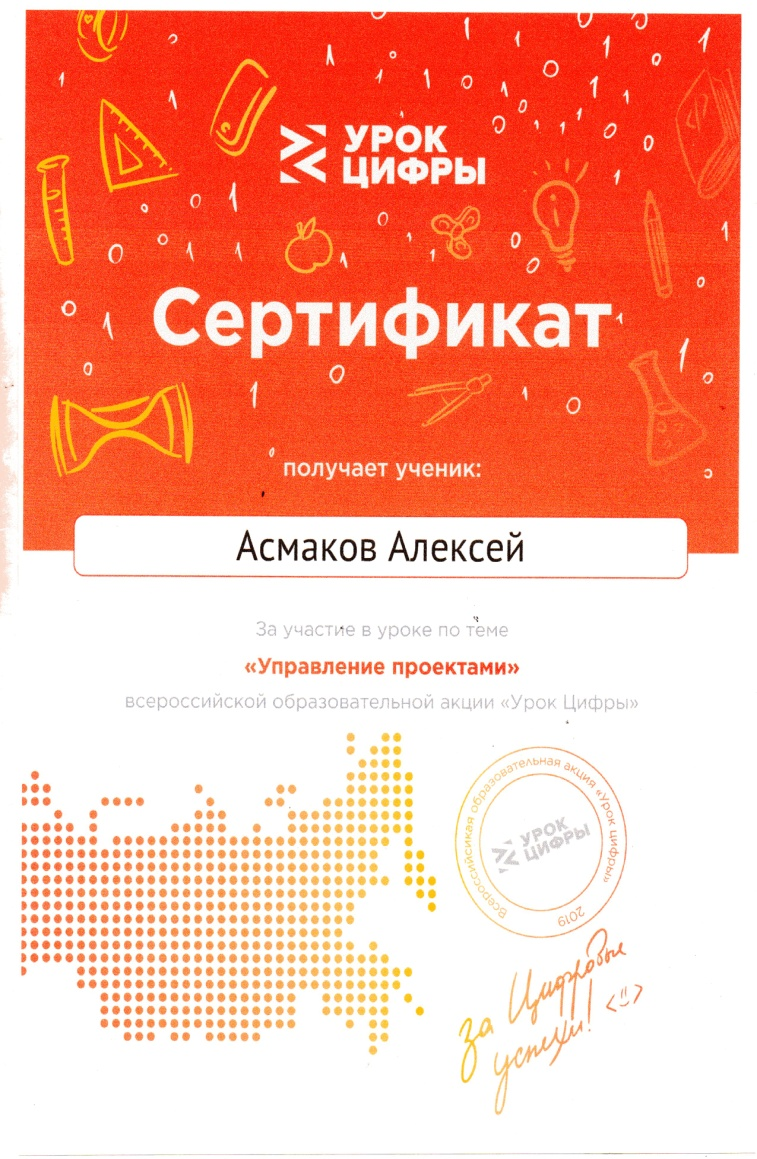 УРОК
ЦИФРЫ
Сертификат
получает ученик:
Асмаков Алексей
За участие в уроке по теме
«Управление проектами»
всероссийской образовательной акции «Урок Цифры»
Всероссийсикая образовательная акция «Урок цифры»
УРОК
ЦИФРЫ
2019
за Цифровые
успехи! <!!>